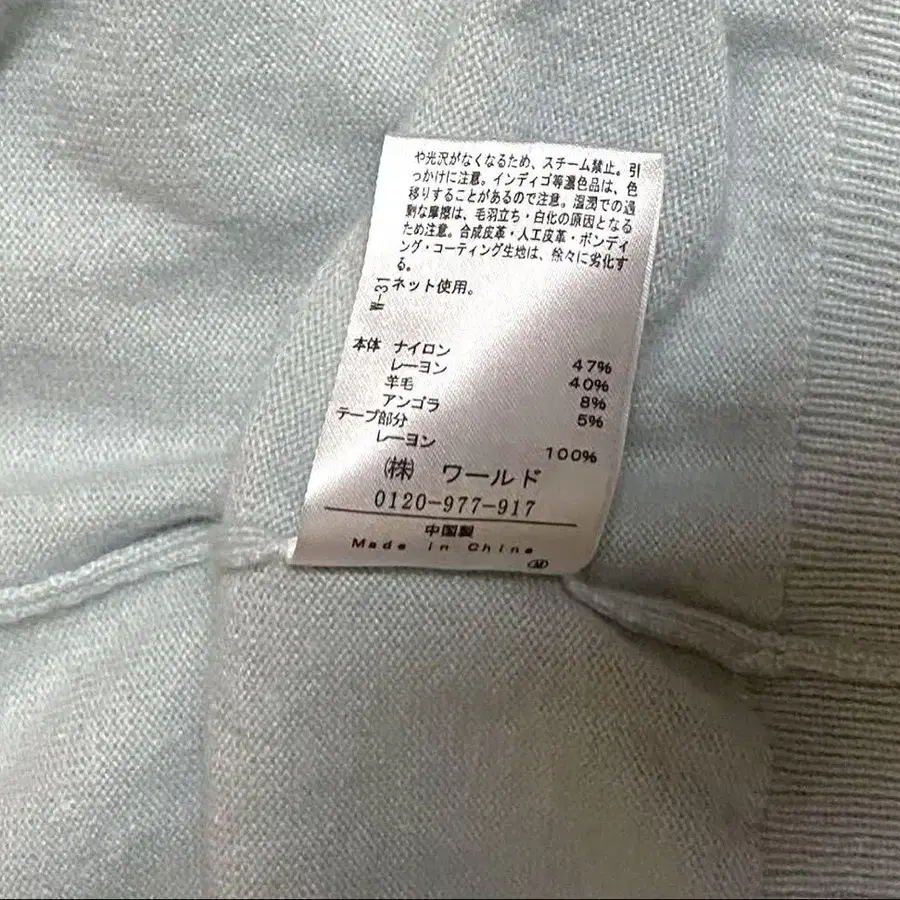 や光沢がなくなるため、スチーム禁止。引
っかけに注意。インディゴ等濃色品は、色
移りすることがあるので注意。湿潤での過
剰な摩擦は、毛羽立ち・白化の原因となる
ため注意。合成皮革・人工皮革・ボンディ
ング・コーティング生地は、徐々に劣化す
る。
ネット使用。
W-31
本体 ナイロン 47%
レーヨン 40%
羊毛 8%
アンゴラ 5%
テープ部分
レーヨン 100%
㈱ ワールド
0120-977-917
中国製
Made in China
M